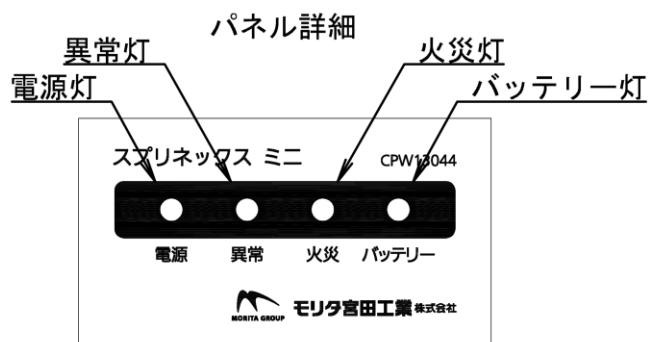 パネル詳細
異常灯 火災灯
電源灯 バッテリー灯
スプリネックス ミニ CPW13044
電源 異常 火災 バッテリー
MORITA GROUP モリタ宮田工業株式会社